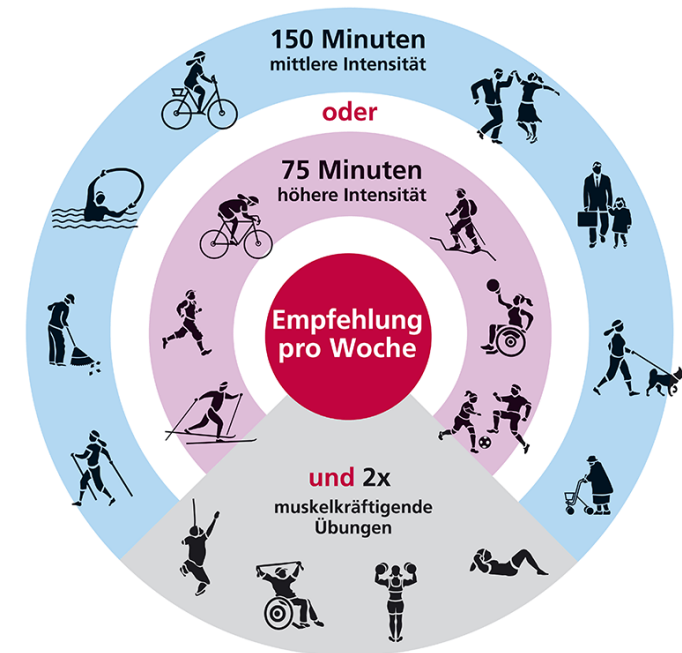 150 Minuten
mittlere Intensität
oder
75 Minuten
höhere Intensität
Empfehlung
pro Woche
und 2x
muskelkräftigende
Übungen